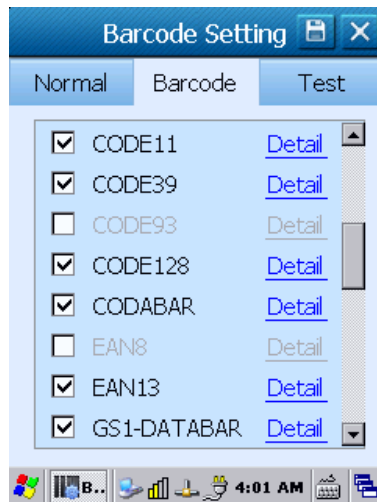 Barcode Setting
Normal Barcode Test
CODE11 Detail
CODE39 Detail
CODE93 Detail
CODE128 Detail
CODABAR Detail
EAN8 Detail
EAN13 Detail
GS1-DATABAR Detail
B.. 4:01 AM